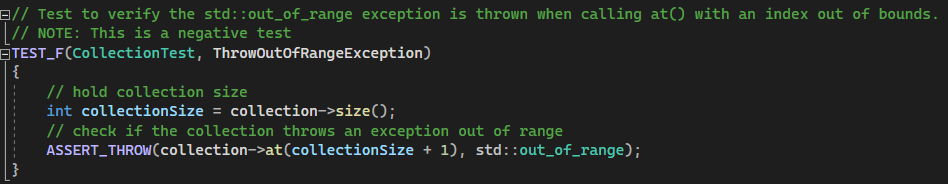 // Test to verify the std::out_of_range exception is thrown when calling at() with an index out of bounds.
// NOTE: This is a negative test
TEST_F(CollectionTest, ThrowOutOfRangeException)
{
    // hold collection size
    int collectionSize = collection->size();
    // check if the collection throws an exception out of range
    ASSERT_THROW(collection->at(collectionSize + 1), std::out_of_range);
}